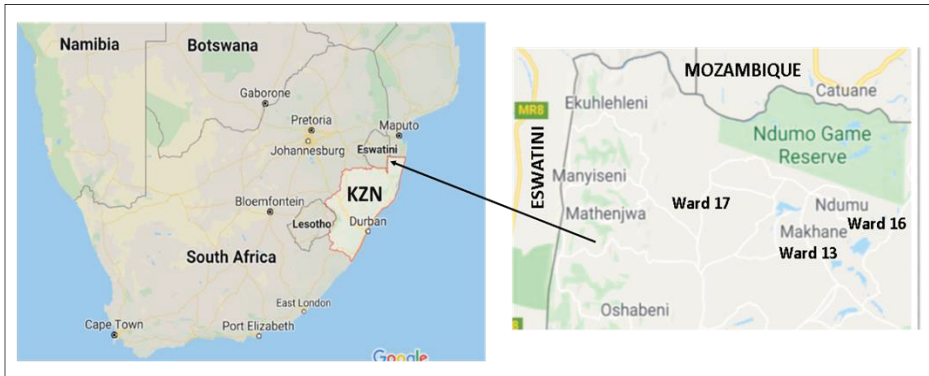 Namibia
Botswana
Gaborone
Pretoria
Johannesburg
Maputo
Eswatini
KZN
Bloemfontein
Lesotho
Durban
South Africa
East London
Cape Town
Port Elizabeth
Google
MOZAMBIQUE
Catuane
MR8
Ekuhlehleni
Ndumo Game
Reserve
ESWATINI
Manyiseni
Mathenjwa
Ward 17
Ndumu
Ward 16
Makhane
Ward 13
Oshabeni